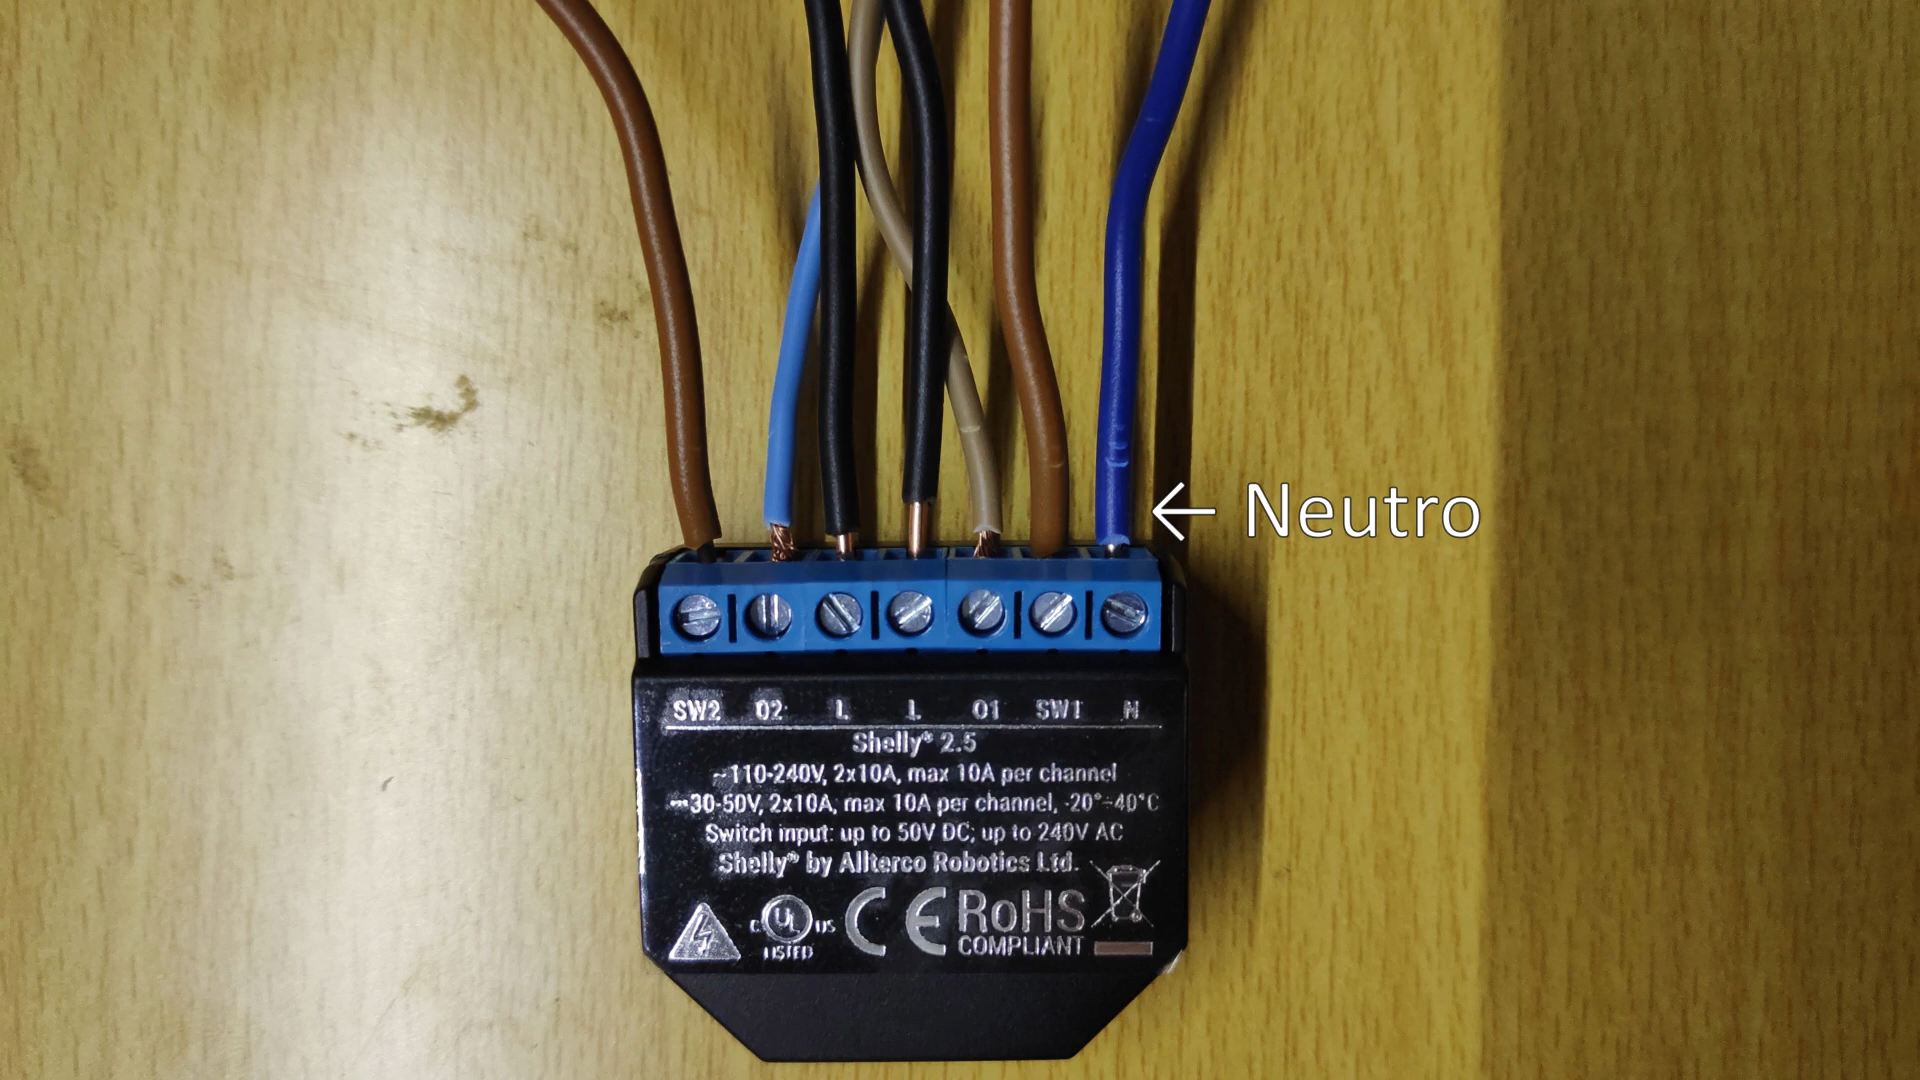 ← Neutro
SW2 O2 L L O1 SW1 N
Shelly® 2.5
~110-240V, 2x10A, max 10A per channel
⎓30-50V, 2x10A, max 10A per channel, -20°÷40°C
Switch input: up to 50V DC; up to 240V AC
Shelly® by Allterco Robotics Ltd.
C UL US
LISTED
CE
RoHS
COMPLIANT